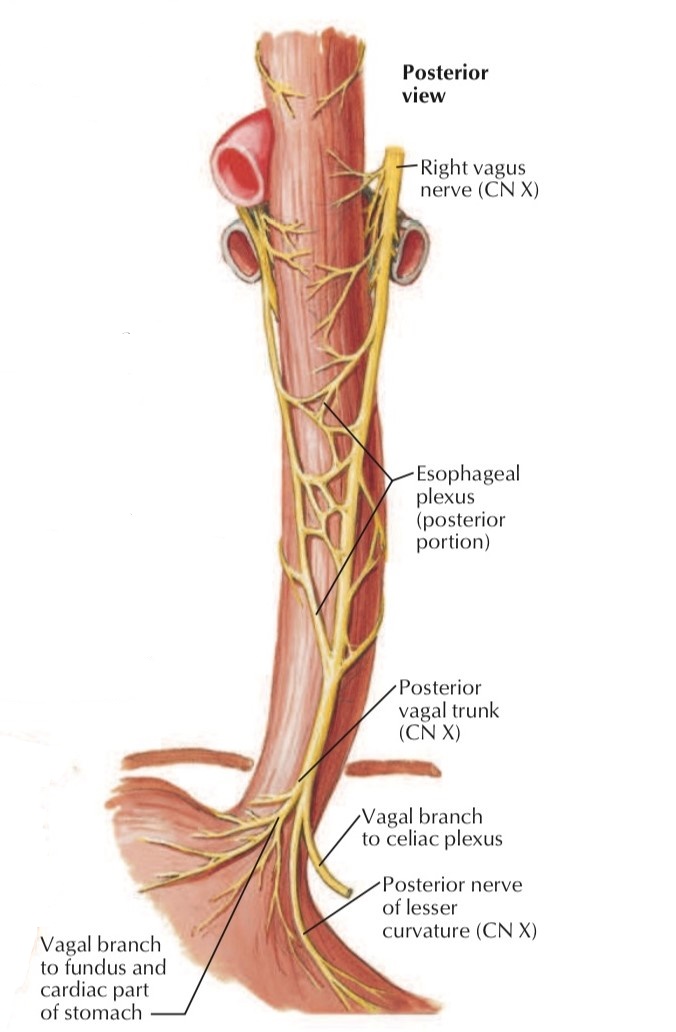 Posterior
view
Right vagus
nerve (CN X)
Esophageal
plexus
(posterior
portion)
Posterior
vagal trunk
(CN X)
Vagal branch
to celiac plexus
Posterior nerve
of lesser
curvature (CN X)
Vagal branch
to fundus and
cardiac part
of stomach